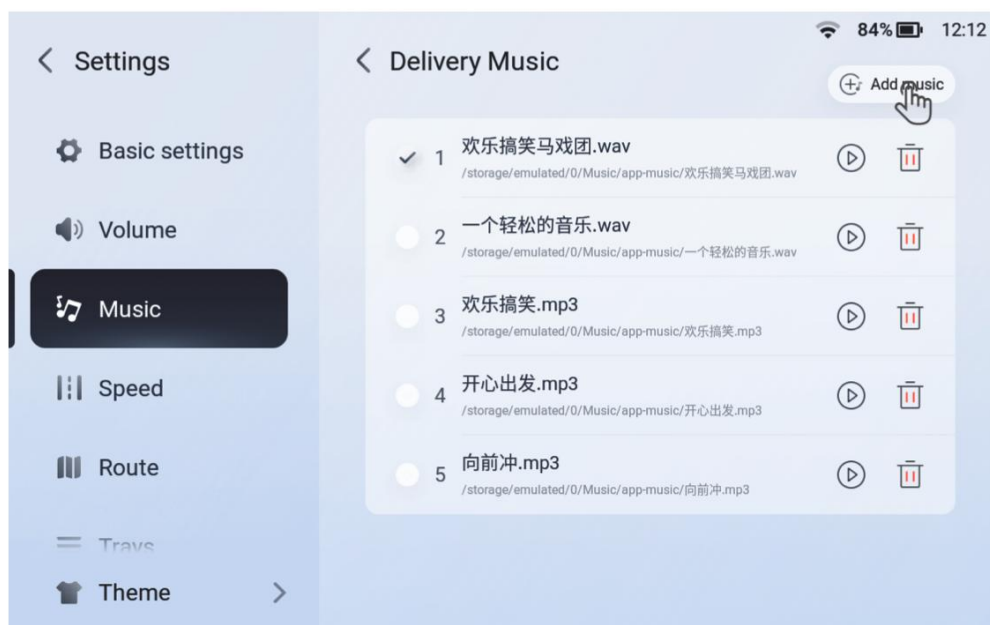 84% 12:12
Settings
Delivery Music
Add music
Basic settings
Volume
Music
Speed
Route
Trays
Theme
1 欢乐搞笑马戏团.wav
/storage/emulated/0/Music/app-music/欢乐搞笑马戏团.wav
2 一个轻松的音乐.wav
/storage/emulated/0/Music/app-music/一个轻松的音乐.wav
3 欢乐搞笑.mp3
/storage/emulated/0/Music/app-music/欢乐搞笑.mp3
4 开心出发.mp3
/storage/emulated/0/Music/app-music/开心出发.mp3
5 向前冲.mp3
/storage/emulated/0/Music/app-music/向前冲.mp3